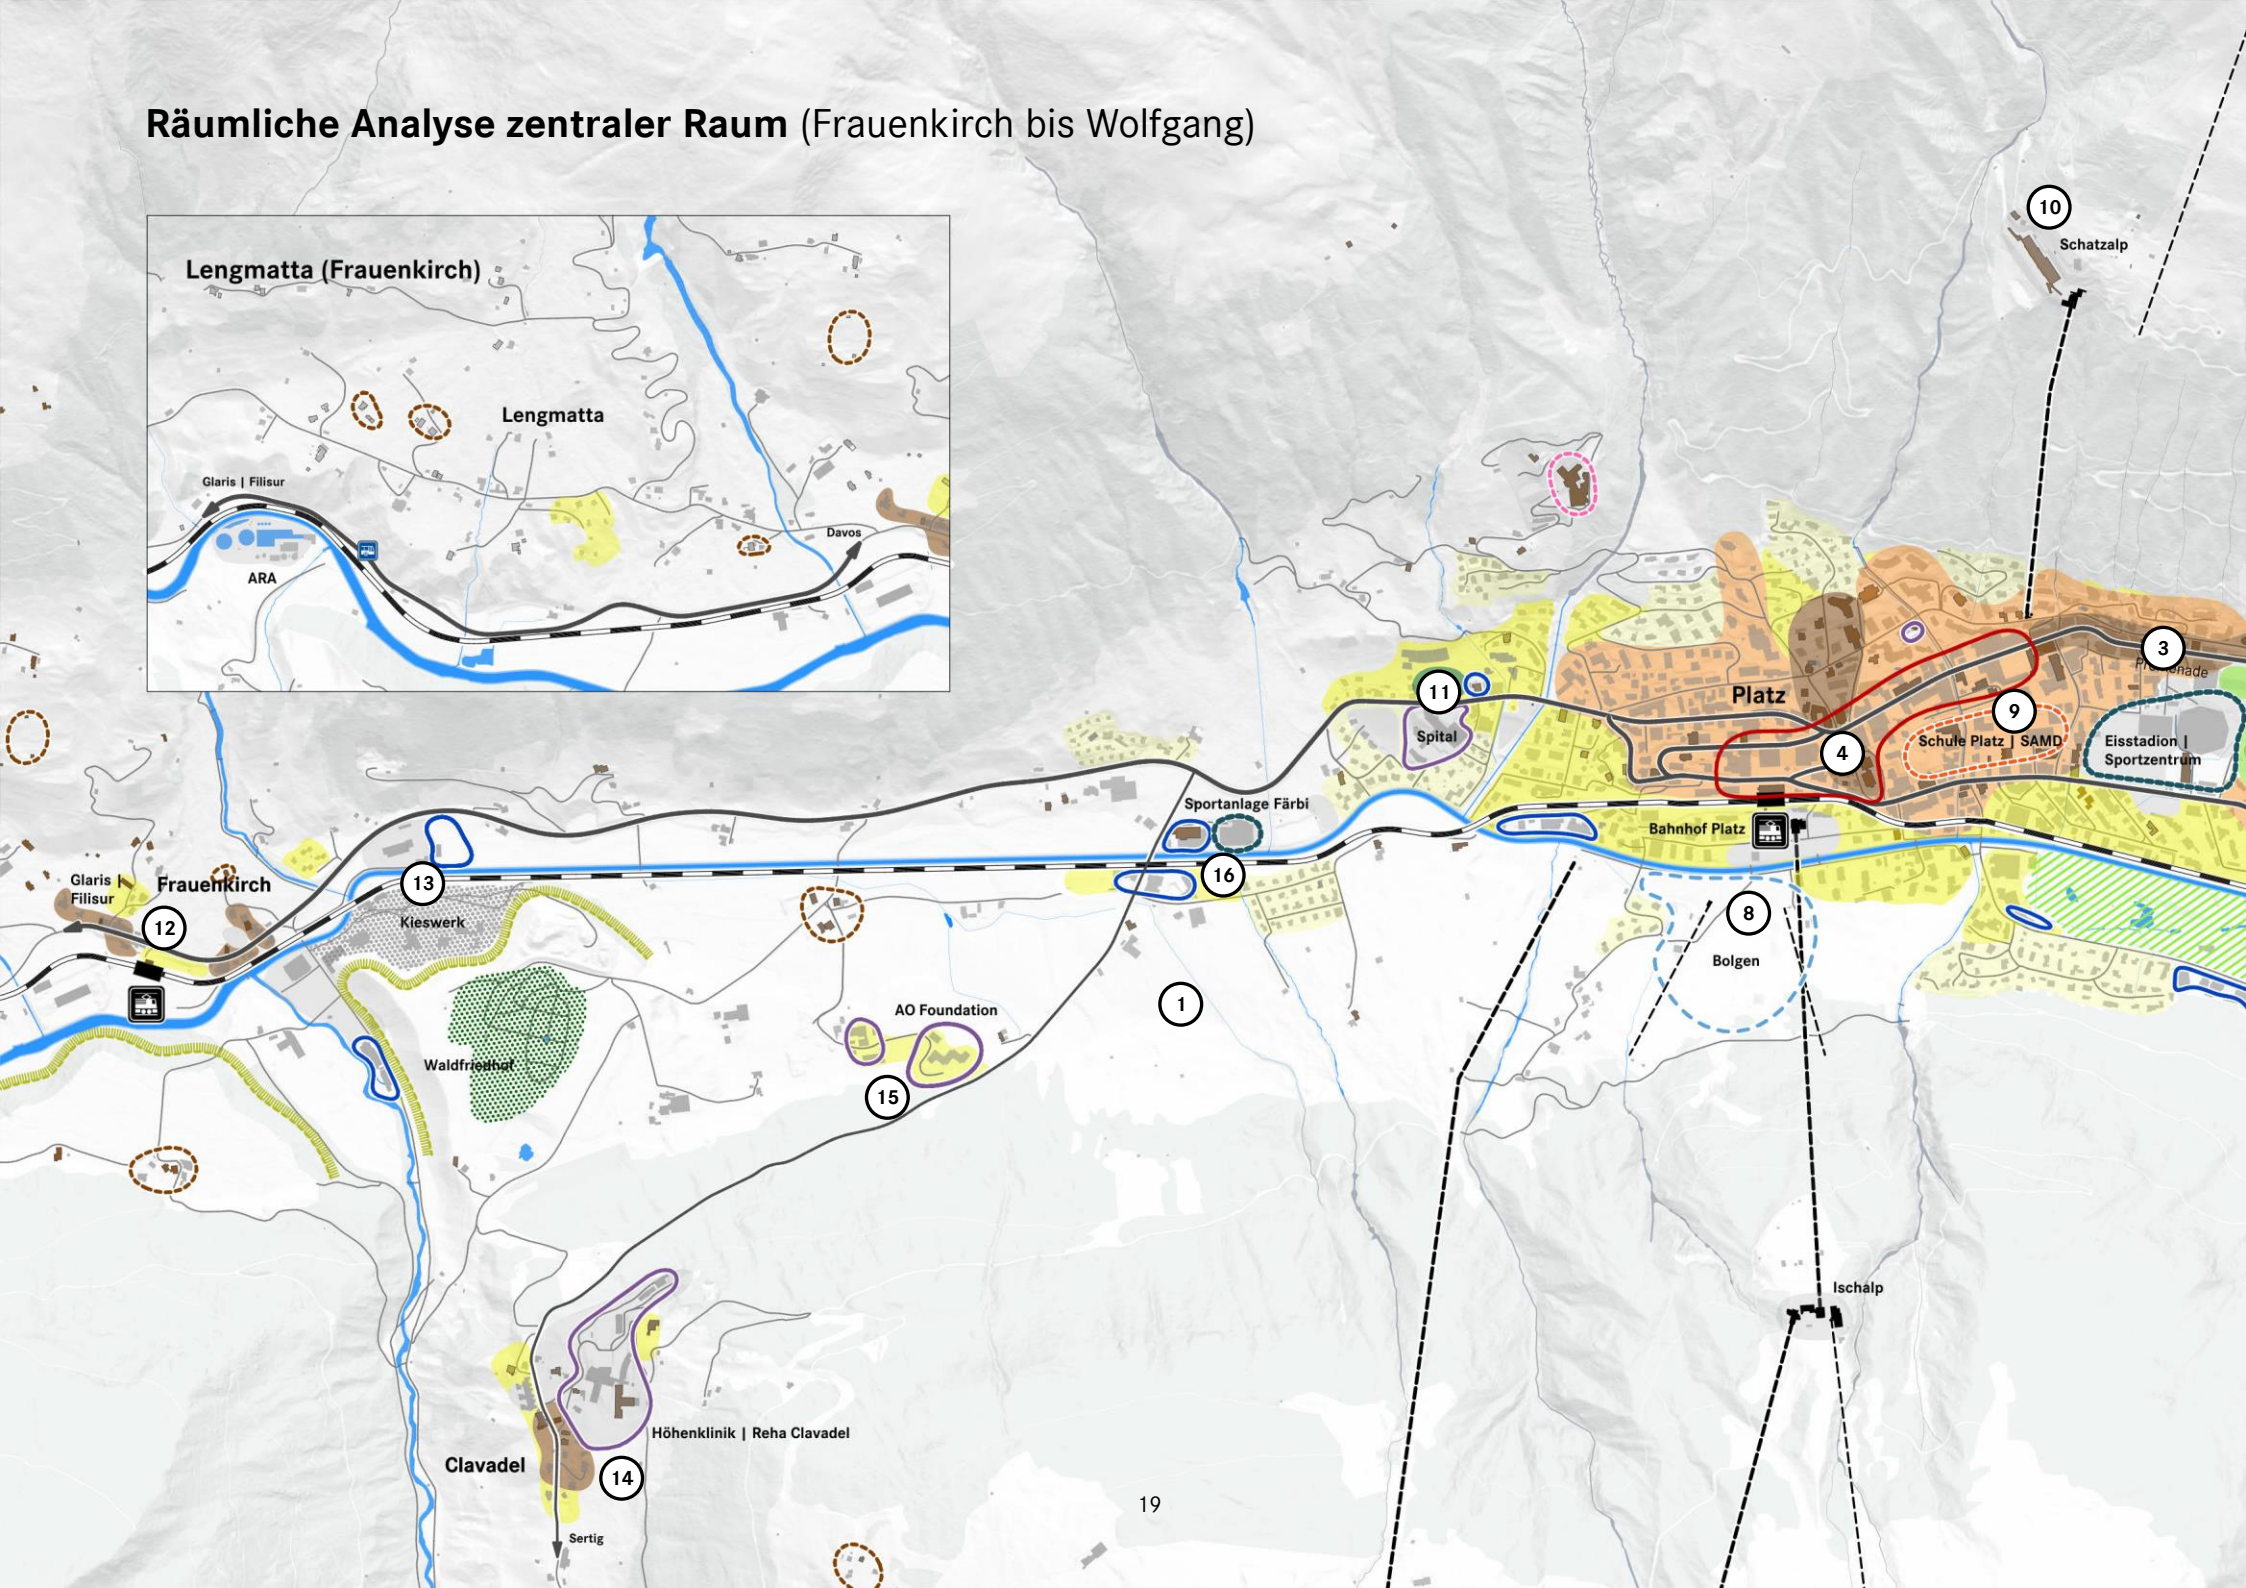 Räumliche Analyse zentraler Raum (Frauenkirch bis Wolfgang)
10
Schatzalp
Lengmatta (Frauenkirch)
Lengmatta
Glaris | Filisur
Davos
ARA
3
Promenade
11
Spital
Platz
9
Schule Platz | SAMD
4
Eisstadion |
Sportzentrum
Sportanlage Färbi
Bahnhof Platz
16
13
Kieswerk
Glaris |
Filisur
Frauenkirch
12
8
Bolgen
1
AO Foundation
15
Waldfriedhof
Ischalp
Höhenklinik | Reha Clavadel
Clavadel
14
Sertig
19